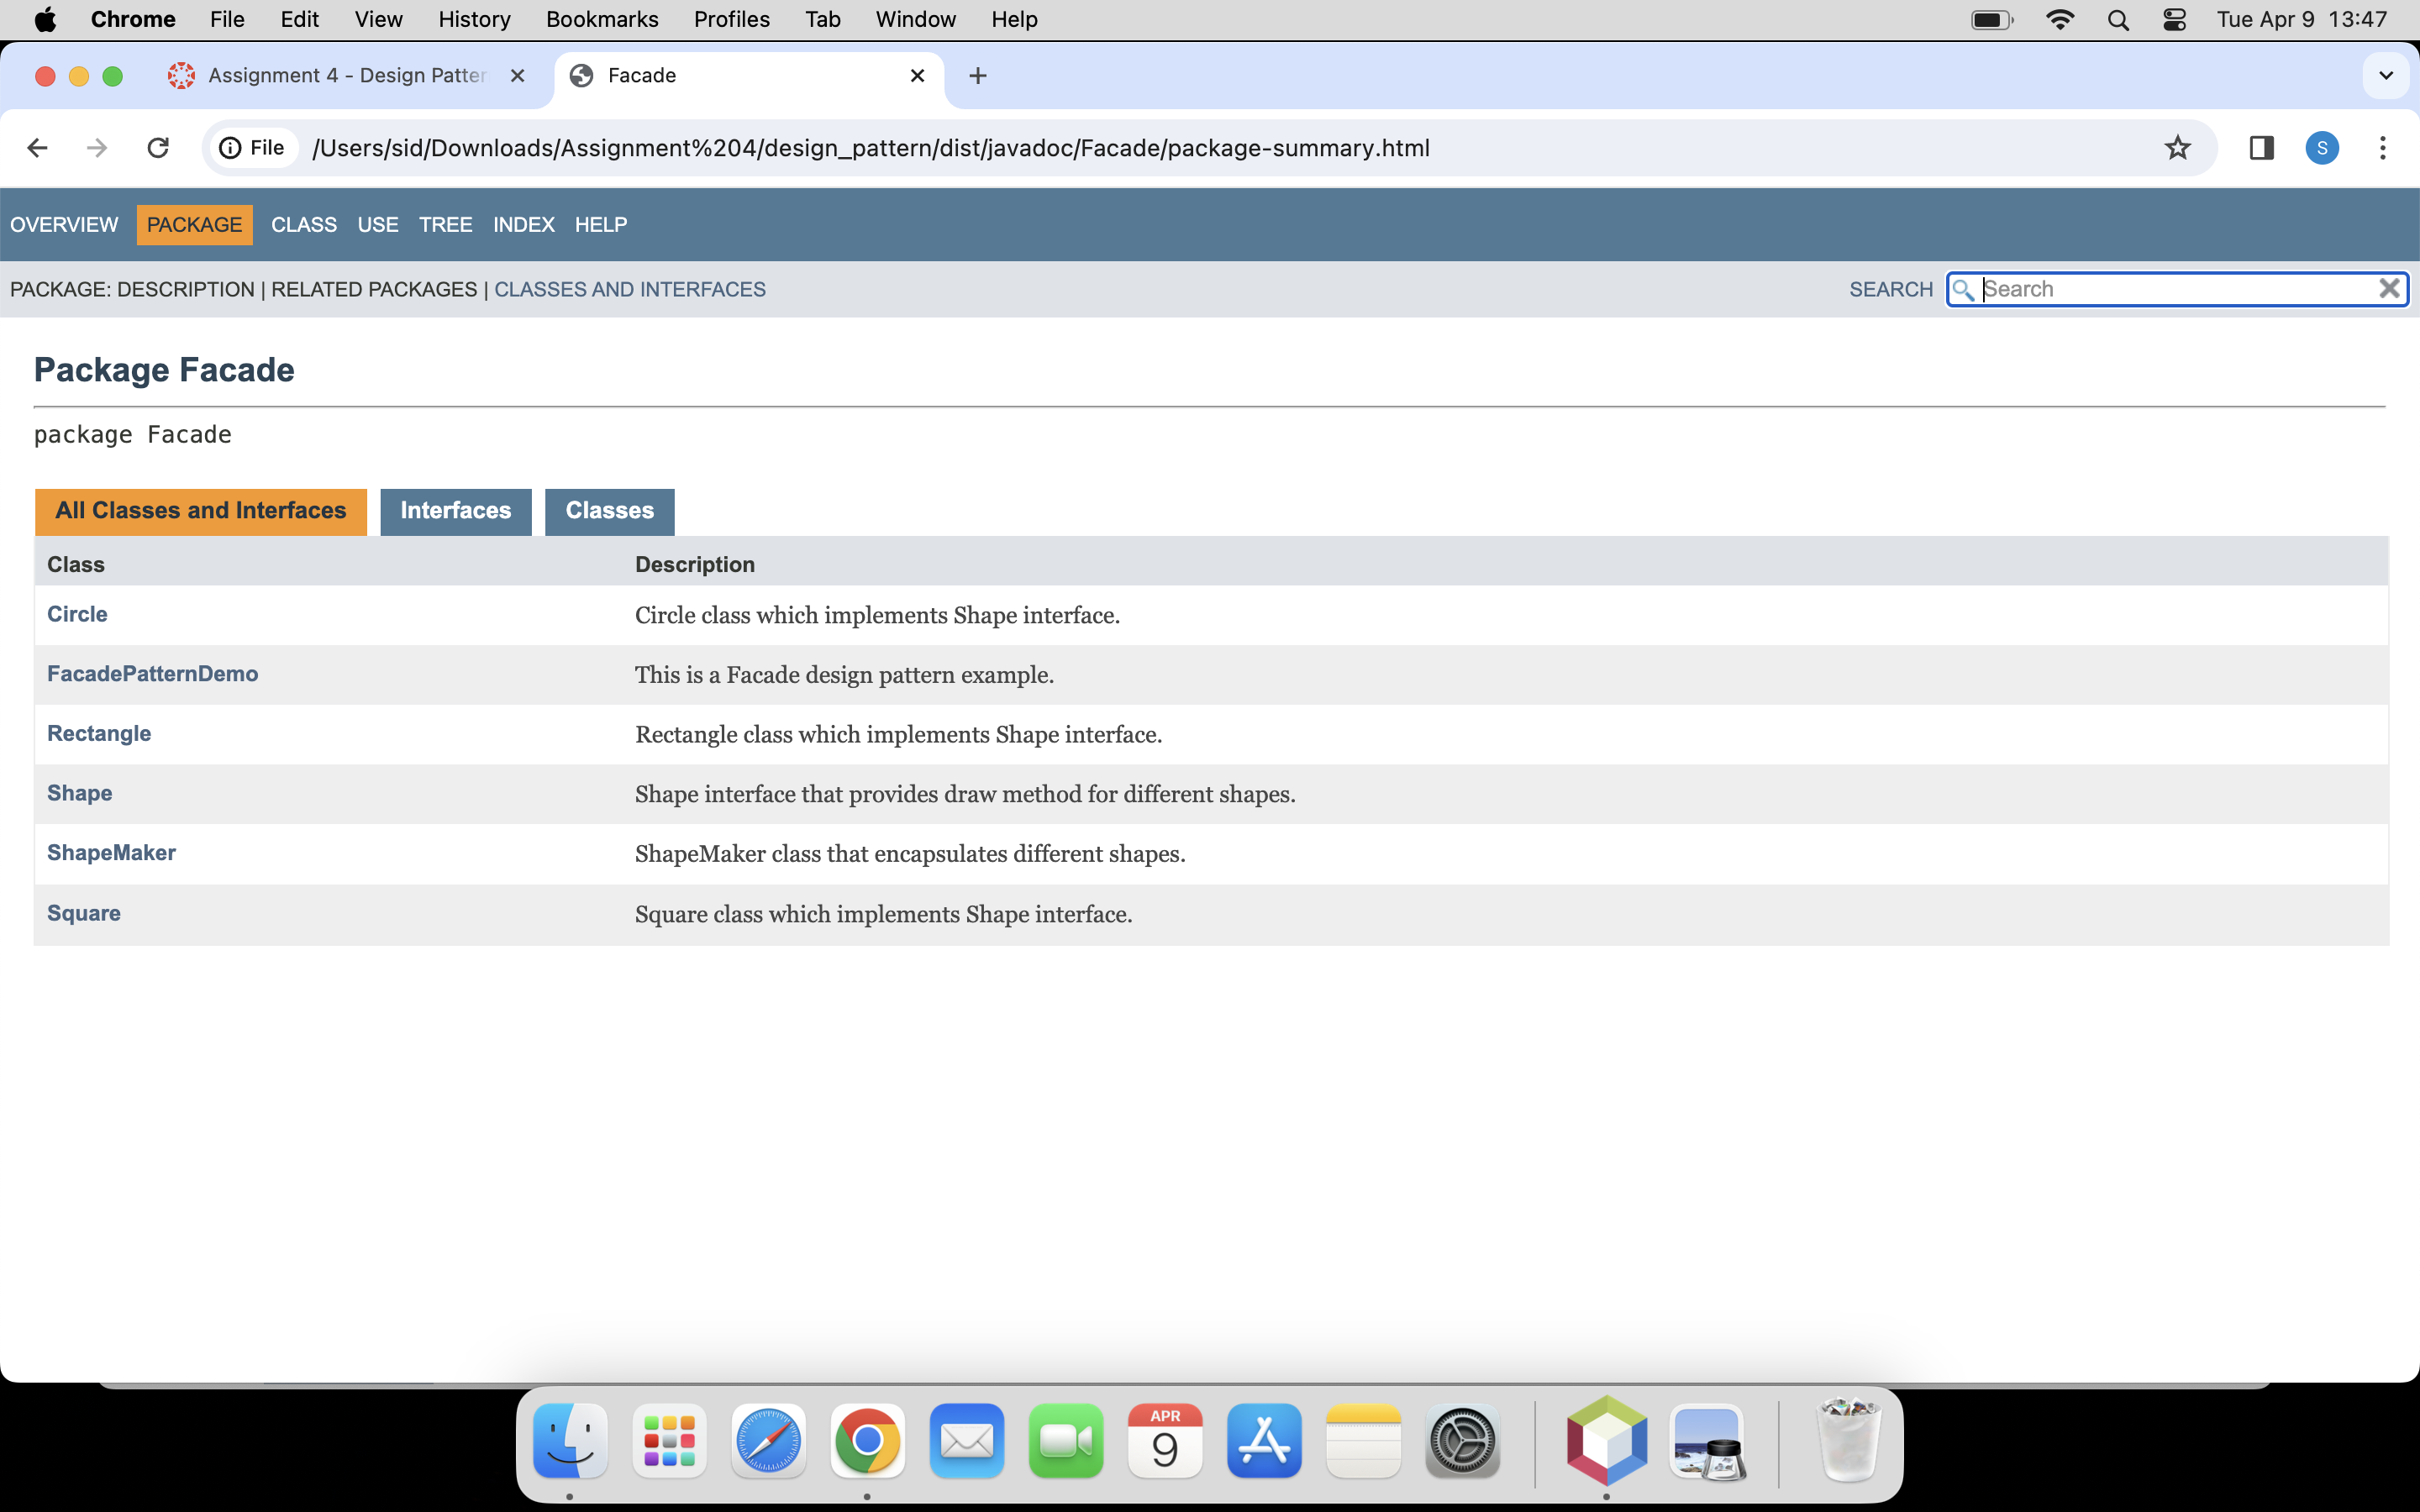 Chrome File Edit View History Bookmarks Profiles Tab Window Help Tue Apr 9 13:47
Assignment 4 - Design Patter Facade
File /Users/sid/Downloads/Assignment%204/design_pattern/dist/javadoc/Facade/package-summary.html S
OVERVIEW PACKAGE CLASS USE TREE INDEX HELP
PACKAGE: DESCRIPTION | RELATED PACKAGES | CLASSES AND INTERFACES SEARCH Search
Package Facade
package Facade
All Classes and Interfaces Interfaces Classes
Class Description
Circle Circle class which implements Shape interface.
FacadePatternDemo This is a Facade design pattern example.
Rectangle Rectangle class which implements Shape interface.
Shape Shape interface that provides draw method for different shapes.
ShapeMaker ShapeMaker class that encapsulates different shapes.
Square Square class which implements Shape interface.
APR
9